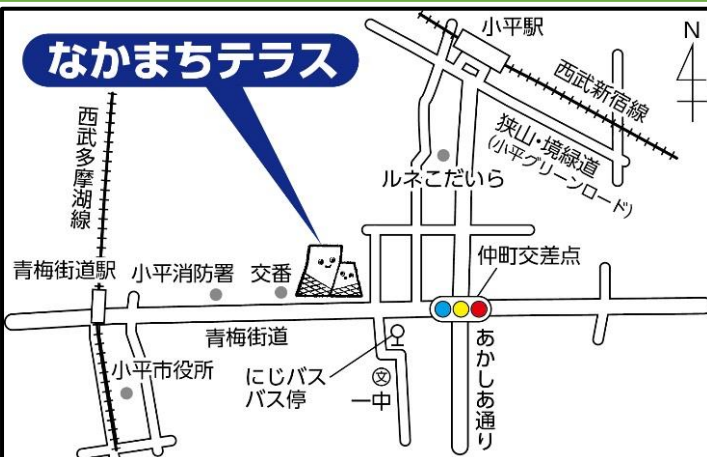 小平駅
N
なかまちテラス
西武新宿線
狭山・境緑道
(小平グリーンロード)
西武多摩湖線
ルネこだいら
仲町交差点
青梅街道駅
小平消防署
交番
青梅街道
小平市役所
にじバス
バス停
文
一中
あかしあ通り